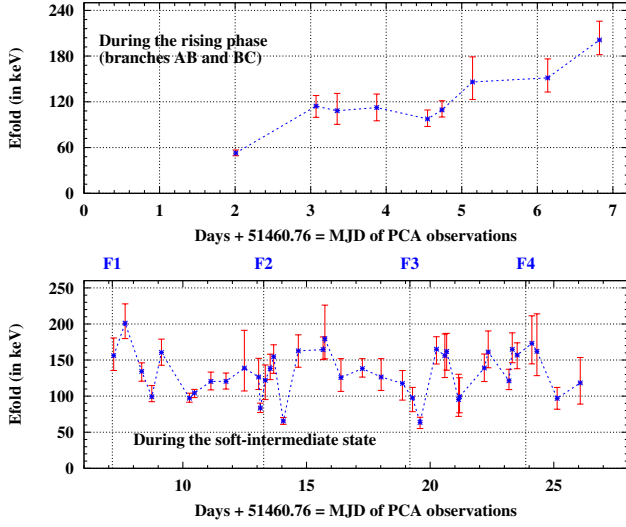 240
180
120
60
0
Efold (in keV)
During the rising phase
(branches AB and BC)
0 1 2 3 4 5 6 7
Days + 51460.76 = MJD of PCA observations
F1 F2 F3 F4
250
200
150
100
50
0
Efold (in keV)
During the soft-intermediate state
10 15 20 25
Days + 51460.76 = MJD of PCA observations